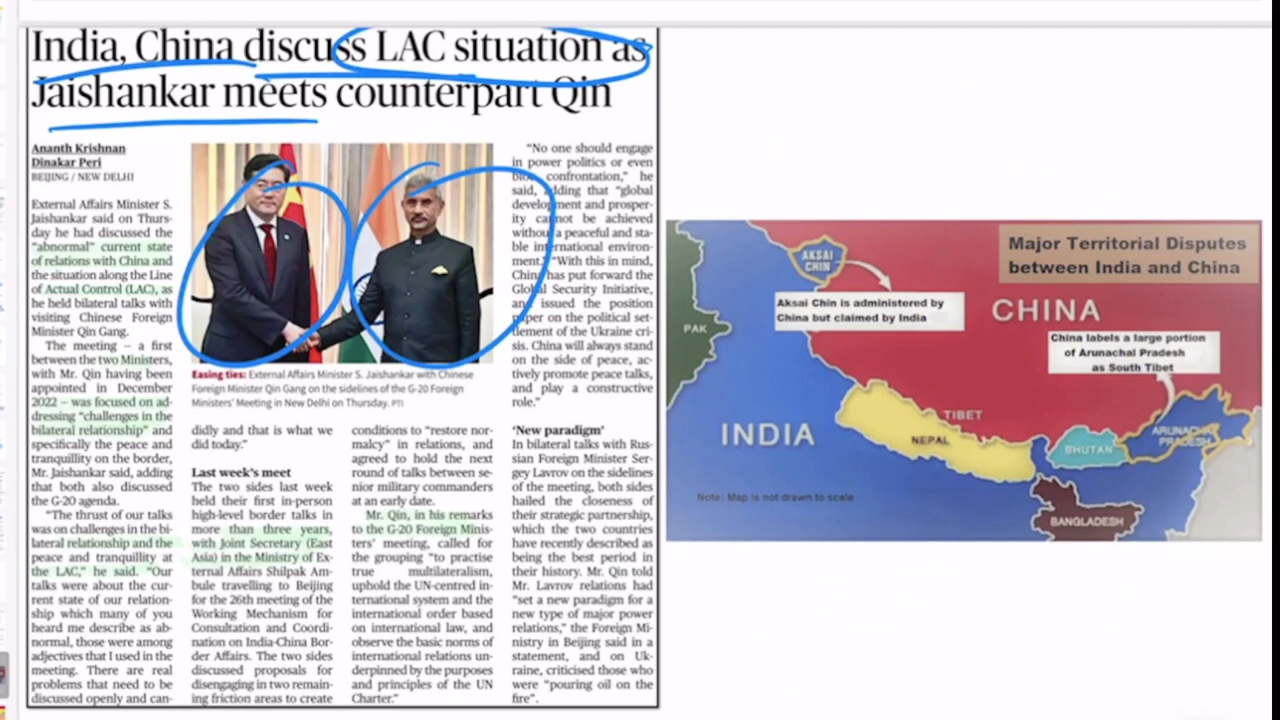 India, China discuss LAC situation as
Jaishankar meets counterpart Qin
Ananth Krishnan
Dinakar Peri
BEIJING / NEW DELHI
External Affairs Minister S.
Jaishankar said on Thurs-
day he had discussed the
“abnormal” current state
of relations with China and
the situation along the Line
of Actual Control (LAC), as
he held bilateral talks with
visiting Chinese Foreign
Minister Qin Gang.
The meeting – a first
between the two Ministers,
with Mr. Qin having been
appointed in December
2022 – was focused on ad-
dressing “challenges in the
bilateral relationship” and
specifically the peace and
tranquillity on the border,
Mr. Jaishankar said, adding
that both also discussed
the G-20 agenda.
“The thrust of our talks
was on challenges in the bi-
lateral relationship and the
peace and tranquillity at
the LAC,” he said. “Our
talks were about the cur-
rent state of our relation-
ship which many of you
heard me describe as ab-
normal, those were among
adjectives that I used in the
meeting. There are real
problems that need to be
discussed openly and can-
Easing ties: External Affairs Minister S. Jaishankar with Chinese
Foreign Minister Qin Gang on the sidelines of the G-20 Foreign
Ministers’ Meeting in New Delhi on Thursday. PTI
didly and that is what we
did today.”
Last week’s meet
The two sides last week
held their first in-person
high-level border talks in
more than three years,
with Joint Secretary (East
Asia) in the Ministry of Ex-
ternal Affairs Shilpak Am-
bule travelling to Beijing
for the 26th meeting of the
Working Mechanism for
Consultation and Coordi-
nation on India-China Bor-
der Affairs. The two sides
discussed proposals for
disengaging in two remain-
ing friction areas to create
conditions to “restore nor-
malcy” in relations, and
agreed to hold the next
round of talks between se-
nior military commanders
at an early date.
Mr. Qin, in his remarks
to the G-20 Foreign Minis-
ters’ meeting, called for
the grouping “to practise
true multilateralism,
uphold the UN-centred in-
ternational system and the
international order based
on international law, and
observe the basic norms of
international relations un-
derpinned by the purposes
and principles of the UN
Charter.”
“No one should engage
in power politics or even
bloc confrontation,” he
said, adding that “global
development and prosper-
ity cannot be achieved
without a peaceful and sta-
ble international environ-
ment.” “With this in mind,
China has put forward the
Global Security Initiative,
and issued the position
paper on the political set-
tlement of the Ukraine cri-
sis. China will always stand
on the side of peace, ac-
tively promote peace talks,
and play a constructive
role.”
‘New paradigm’
In bilateral talks with Rus-
sian Foreign Minister Ser-
gey Lavrov on the sidelines
of the meeting, both sides
hailed the closeness of
their strategic partnership,
which the two countries
have recently described as
being the best period in
their history. Mr. Qin told
Mr. Lavrov relations had
“set a new paradigm for a
new type of major power
relations,” the Foreign Mi-
nistry in Beijing said in a
statement, and on Uk-
raine, criticised those who
were “pouring oil on the
fire”.
Major Territorial Disputes
between India and China
AKSAI
CHIN
Aksai Chin is administered by
China but claimed by India
CHINA
PAK
China labels a large portion
of Arunachal Pradesh
as South Tibet
TIBET
INDIA
NEPAL
BHUTAN
ARUNACHAL
PRADESH
Note: Map is not drawn to scale
BANGLADESH